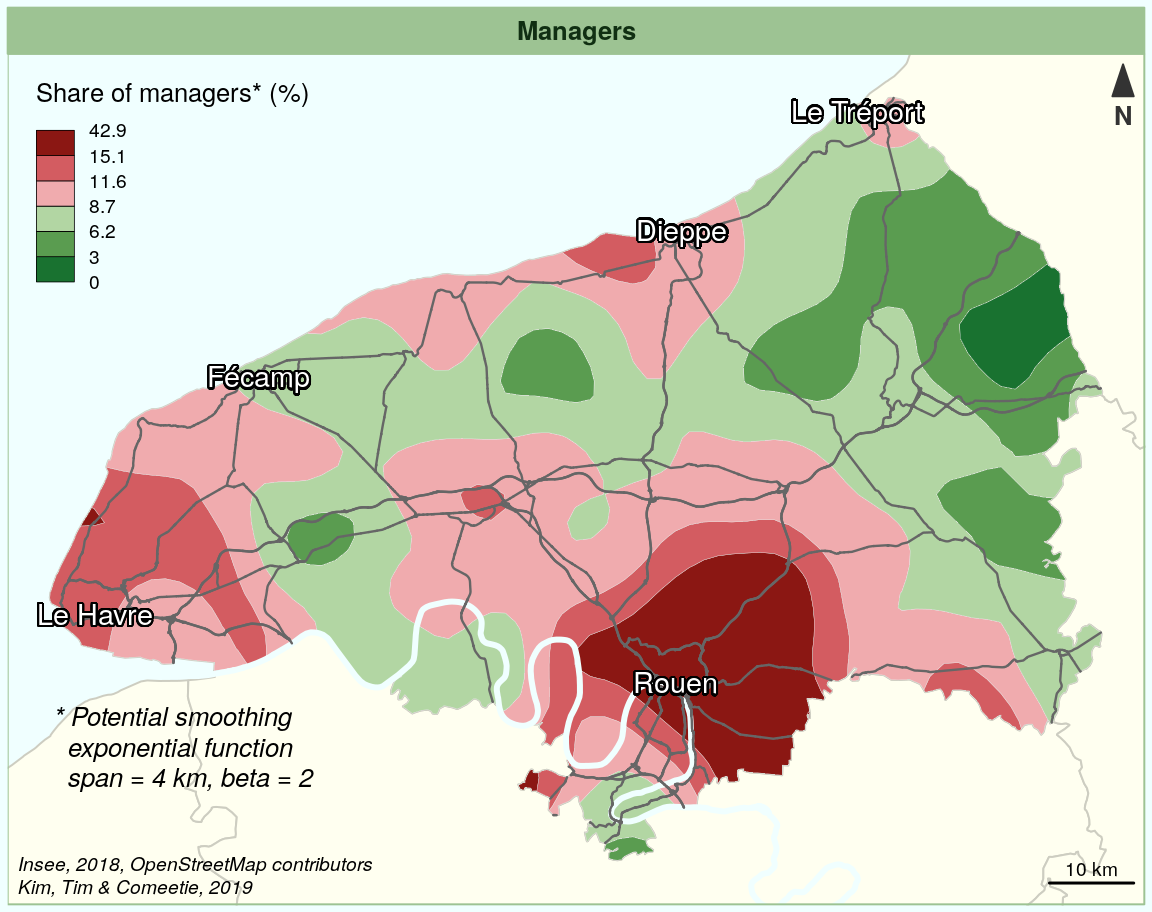 Managers
Share of managers* (%)
42.9
15.1
11.6
8.7
6.2
3
0
N
Le Tréport
Dieppe
Fécamp
Le Havre
Rouen
* Potential smoothing
exponential function
span = 4 km, beta = 2
Insee, 2018, OpenStreetMap contributors
Kim, Tim & Comeetie, 2019
10 km